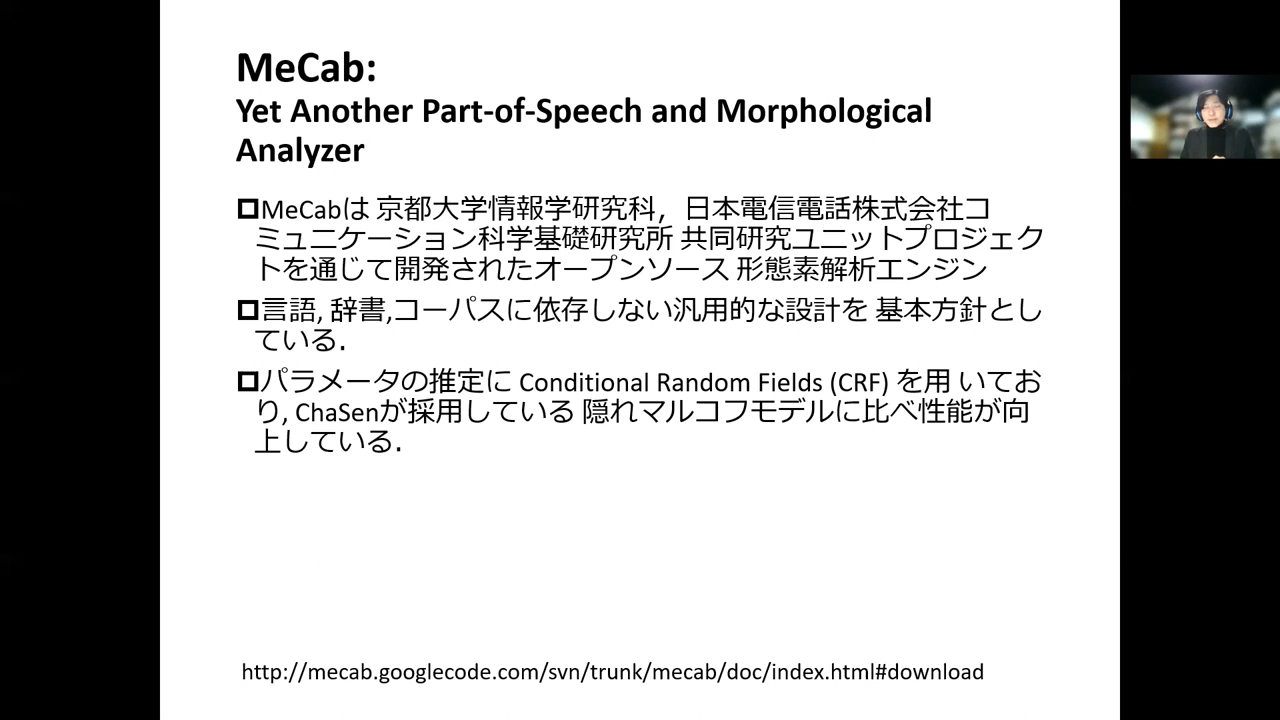 MeCab:
Yet Another Part-of-Speech and Morphological
Analyzer
MeCabは 京都大学情報学研究科，日本電信電話株式会社コ
ミュニケーション科学基礎研究所 共同研究ユニットプロジェク
トを通じて開発されたオープンソース 形態素解析エンジン
言語, 辞書,コーパスに依存しない汎用的な設計を 基本方針とし
ている.
パラメータの推定に Conditional Random Fields (CRF) を用 いてお
り, ChaSenが採用している 隠れマルコフモデルに比べ性能が向
上している.
http://mecab.googlecode.com/svn/trunk/mecab/doc/index.html#download